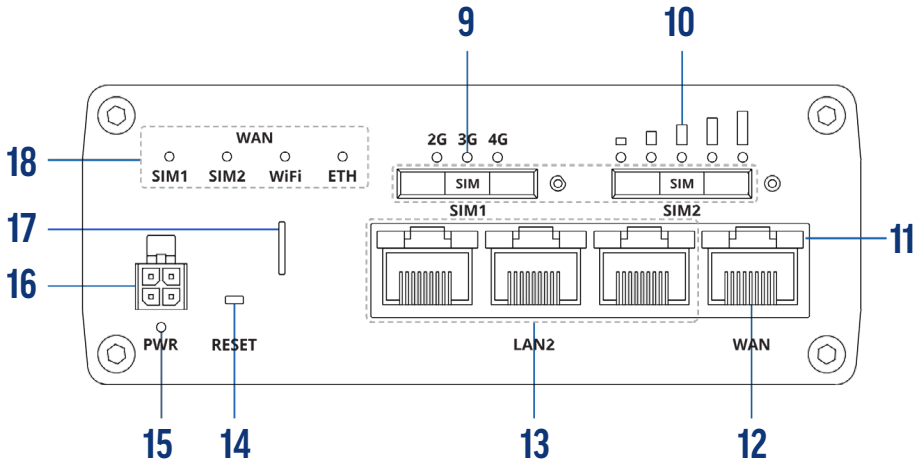 9
10
WAN
2G 3G 4G
18
SIM1 SIM2 WiFi ETH
SIM
SIM
SIM1
SIM2
17
11
16
PWR
RESET
LAN2
WAN
15
14
13
12